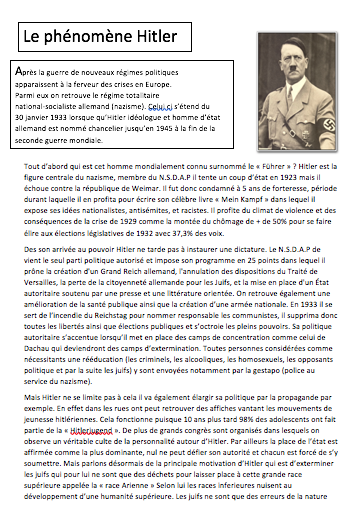 Le phénomène Hitler
Après la guerre de nouveaux régimes politiques
apparaissent à la ferveur des crises en Europe.
Parmi eux on retrouve le régime totalitaire
national-socialiste allemand (nazisme). Celui ci s'étend du
30 janvier 1933 lorsque qu'Hitler idéologue et homme d'état
allemand est nommé chancelier jusqu'en 1945 à la fin de la
seconde guerre mondiale.
Tout d'abord qui est cet homme mondialement connu surnommé le « Führer » ? Hitler est la
figure centrale du nazisme, membre du N.S.D.A.P il tente un coup d'état en 1923 mais il
échoue contre la république de Weimar. Il fut donc condamné à 5 ans de forteresse, période
durant laquelle il en profita pour écrire son célèbre livre « Mein Kampf » dans lequel il
expose ses idées nationalistes, antisémites, et racistes. Il profite du climat de violence et des
conséquences de la crise de 1929 comme la montée du chômage de + de 50% pour se faire
élire aux élections législatives de 1932 avec 37,3% des voix.
Des son arrivée au pouvoir Hitler ne tarde pas à instaurer une dictature. Le N.S.D.A.P de
vient le seul parti politique autorisé et impose son programme en 25 points dans lequel il
prône la création d'un Grand Reich allemand, l'annulation des dispositions du Traité de
Versailles, la perte de la citoyenneté allemande pour les Juifs, et la mise en place d'un État
autoritaire soutenu par une presse et une littérature orientée. On retrouve également une
amélioration de la santé publique ainsi que la création d'une armée nationale. En 1933 il se
sert de l'incendie du Reichstag pour nommer responsable les communistes, il supprima donc
toutes les libertés ainsi que élections publiques et s'octroie les pleins pouvoirs. Sa politique
autoritaire s'accentue lorsqu'il met en place des camps de concentration comme celui de
Dachau qui deviendront des camps d'extermination. Toutes personnes considérées comme
nécessitants une rééducation (les criminels, les alcooliques, les homosexuels, les opposants
politique et par la suite les juifs) y sont envoyées notamment par la gestapo (police au
service du nazisme).
Mais Hitler ne se limite pas à cela il va également élargir sa politique par la propagande par
exemple. En effet dans les rues ont peut retrouver des affiches vantant les mouvements de
jeunesse hitlériennes. Cela fonctionne puisque 10 ans plus tard 98% des adolescents ont fait
partie de la « Hitlerjugend ». De plus de grands congrès sont organisés dans lesquels on
observe un véritable culte de la personnalité autour d'Hitler. Par ailleurs la place de l'état est
affirmée comme la plus dominante, nul ne peut défier son autorité et chacun est forcé de s'y
soumettre. Mais parlons désormais de la principale motivation d'Hitler qui est d'exterminer
les juifs qui pour lui ne sont que des déchets pour laisser place à cette grande race
supérieure appelée la « race Arienne » Selon lui les races inferieures nuisent au
développement d'une humanité supérieure. Les juifs ne sont que des erreurs de la nature